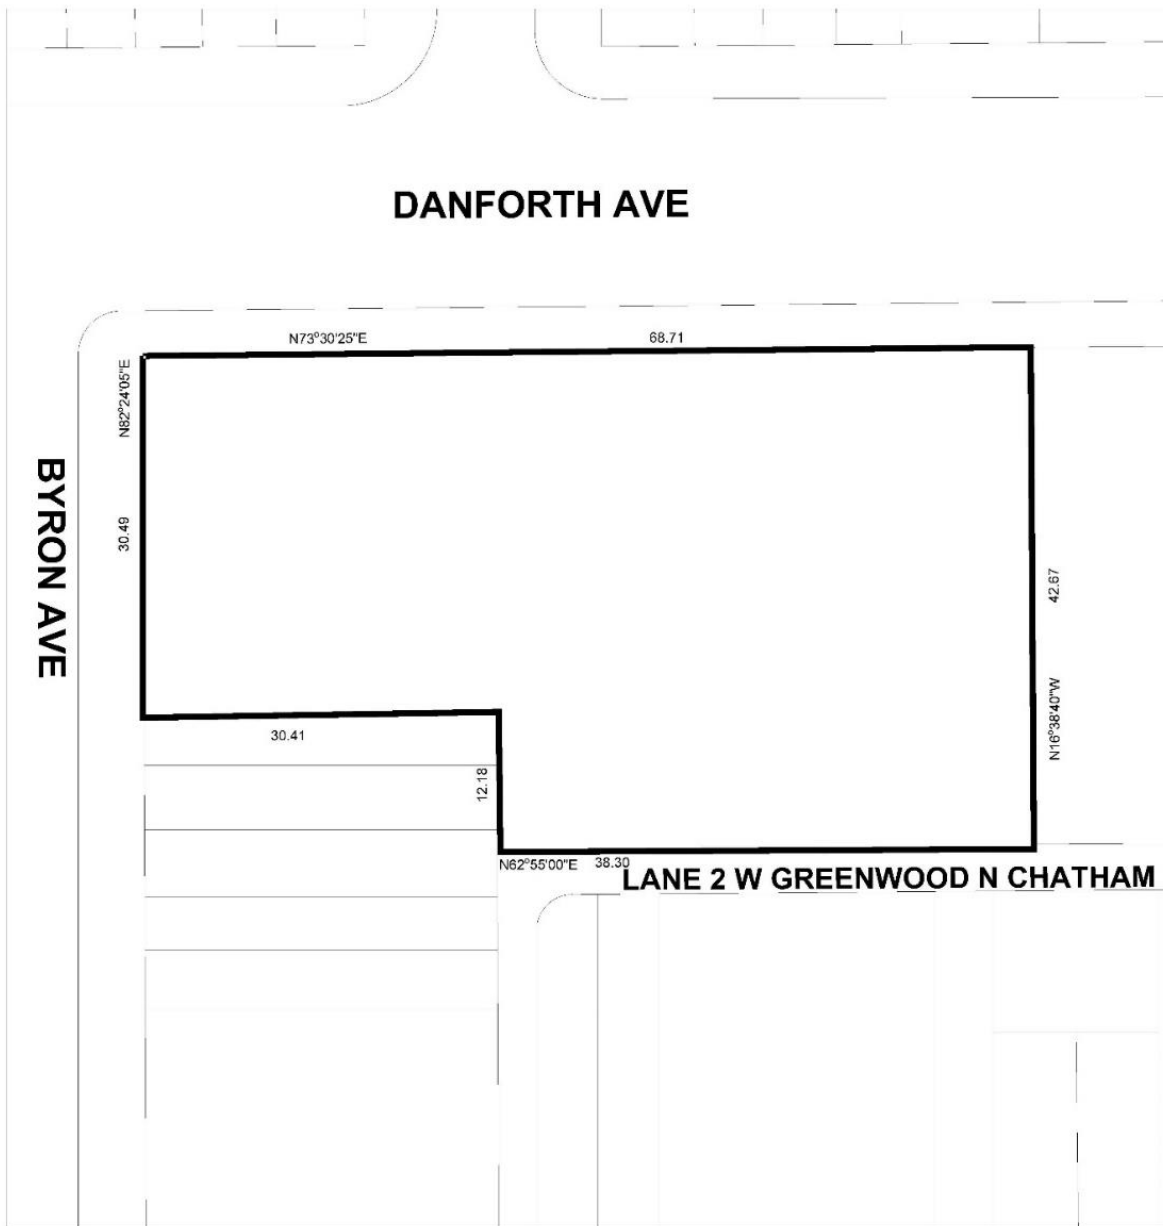 DANFORTH AVE
N73°30'25"E
68.71
N82°24'05"E
BYRON AVE
30.49
42.67
N16°38'40"W
30.41
12.18
N62°55'00"E
38.30
LANE 2 W GREENWOOD N CHATHAM